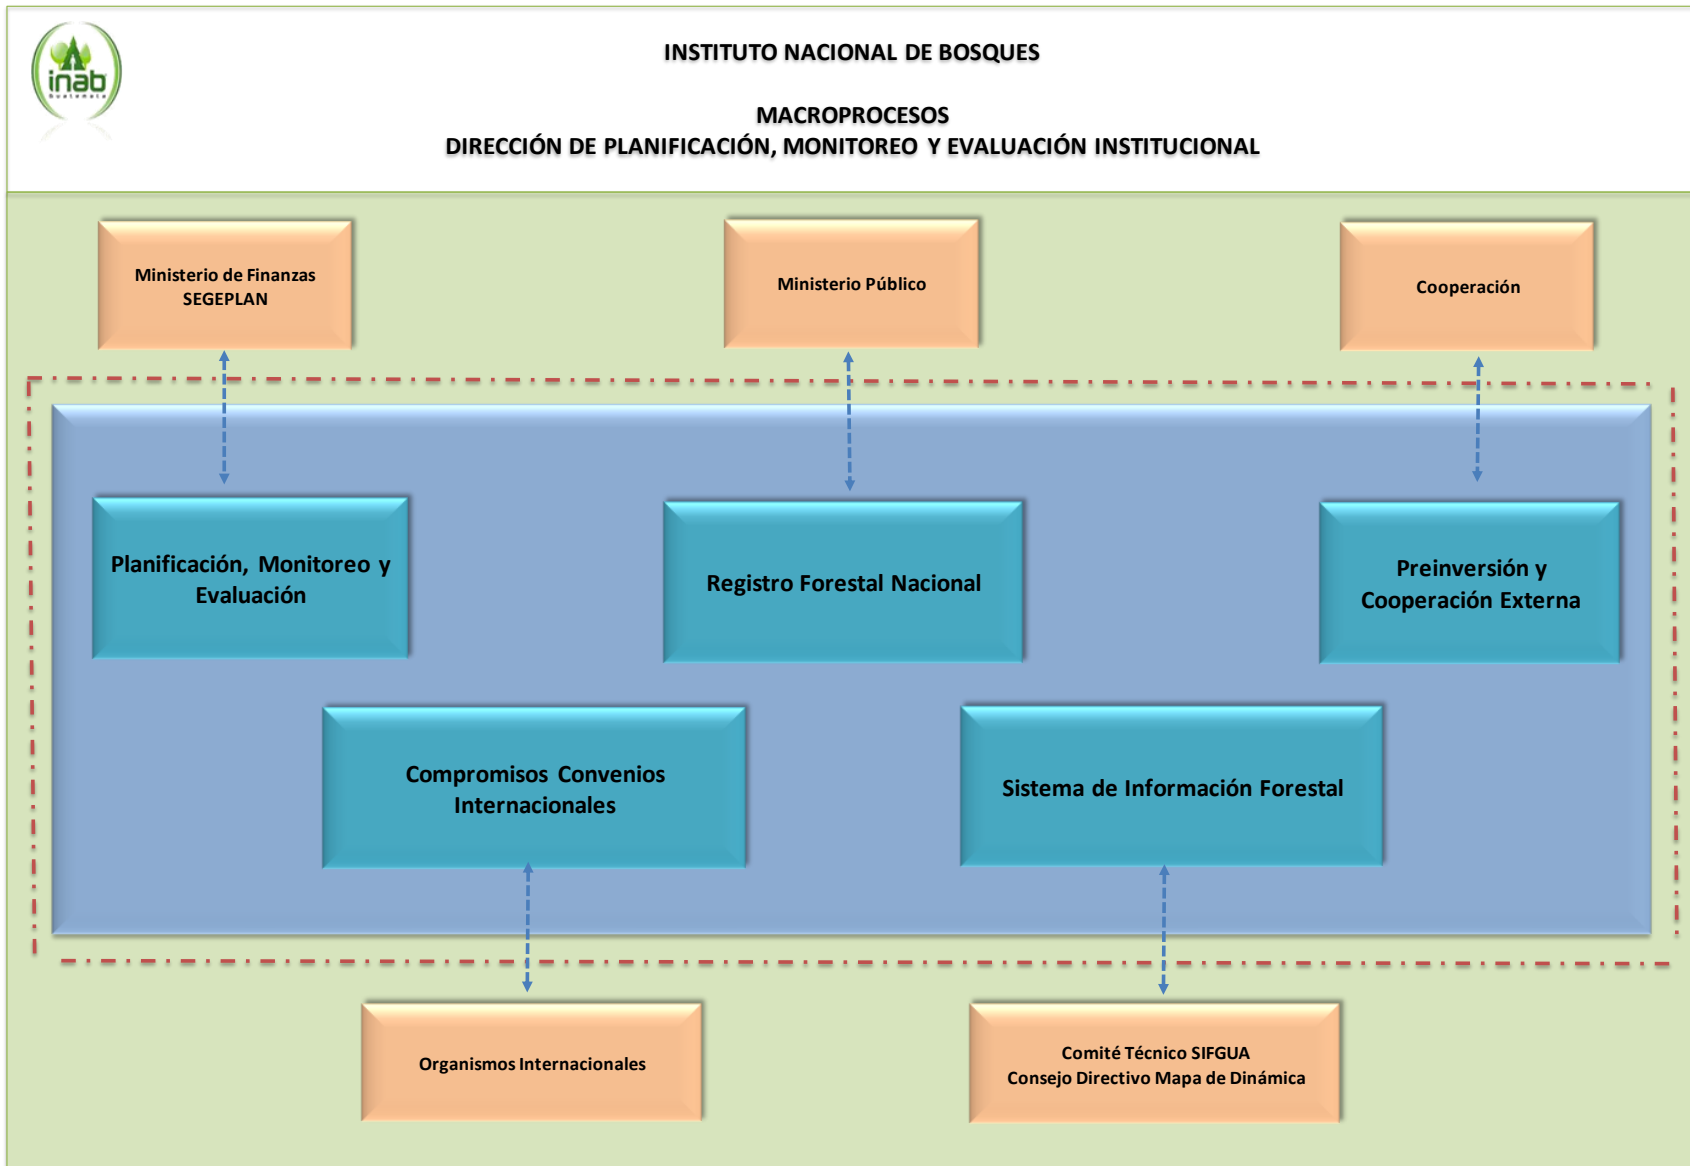 inab
Guatemala
INSTITUTO NACIONAL DE BOSQUES
MACROPROCESOS
DIRECCIÓN DE PLANIFICACIÓN, MONITOREO Y EVALUACIÓN INSTITUCIONAL
Ministerio de Finanzas
SEGEPLAN
Ministerio Público
Cooperación
Planificación, Monitoreo y
Evaluación
Registro Forestal Nacional
Preinversión y
Cooperación Externa
Compromisos Convenios
Internacionales
Sistema de Información Forestal
Organismos Internacionales
Comité Técnico SIFGUA
Consejo Directivo Mapa de Dinámica